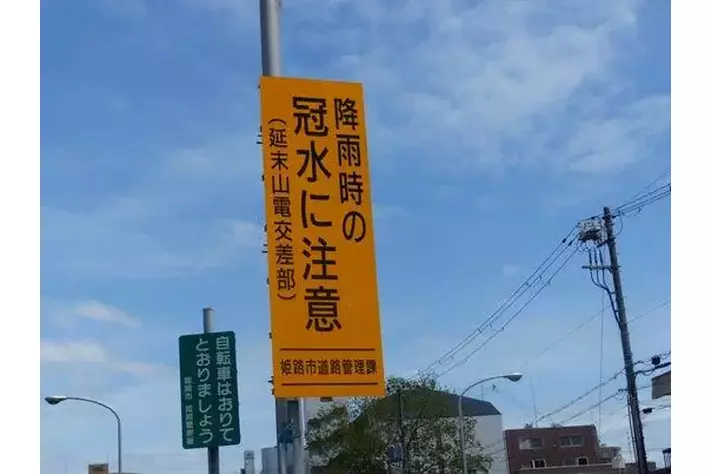 降雨時の
冠水に注意
(延末山電交差部)
姫路市道路管理課
自転車はおりて
とおりましょう